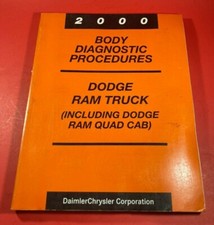 2000
BODY
DIAGNOSTIC
PROCEDURES
DODGE
RAM TRUCK
(INCLUDING DODGE
RAM QUAD CAB)
DaimlerChrysler Corporation